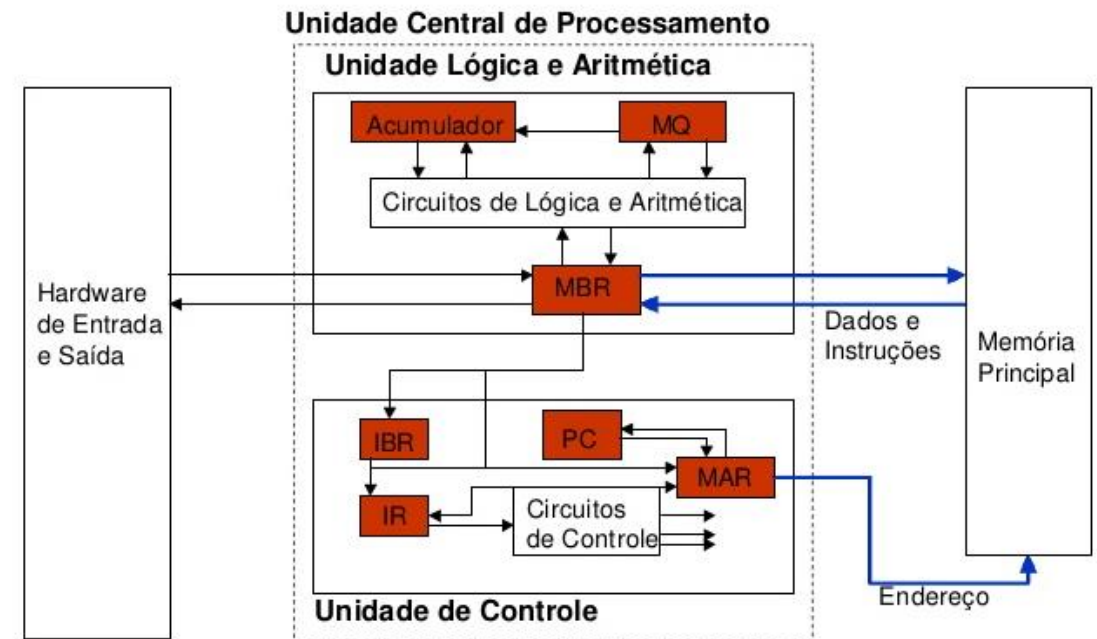 Unidade Central de Processamento
Unidade Lógica e Aritmética
Acumulador
MQ
Circuitos de Lógica e Aritmética
MBR
Hardware
de Entrada
e Saída
Dados e
Instruções
Memória
Principal
IBR
PC
MAR
IR
Circuitos
de Controle
Endereço
Unidade de Controle